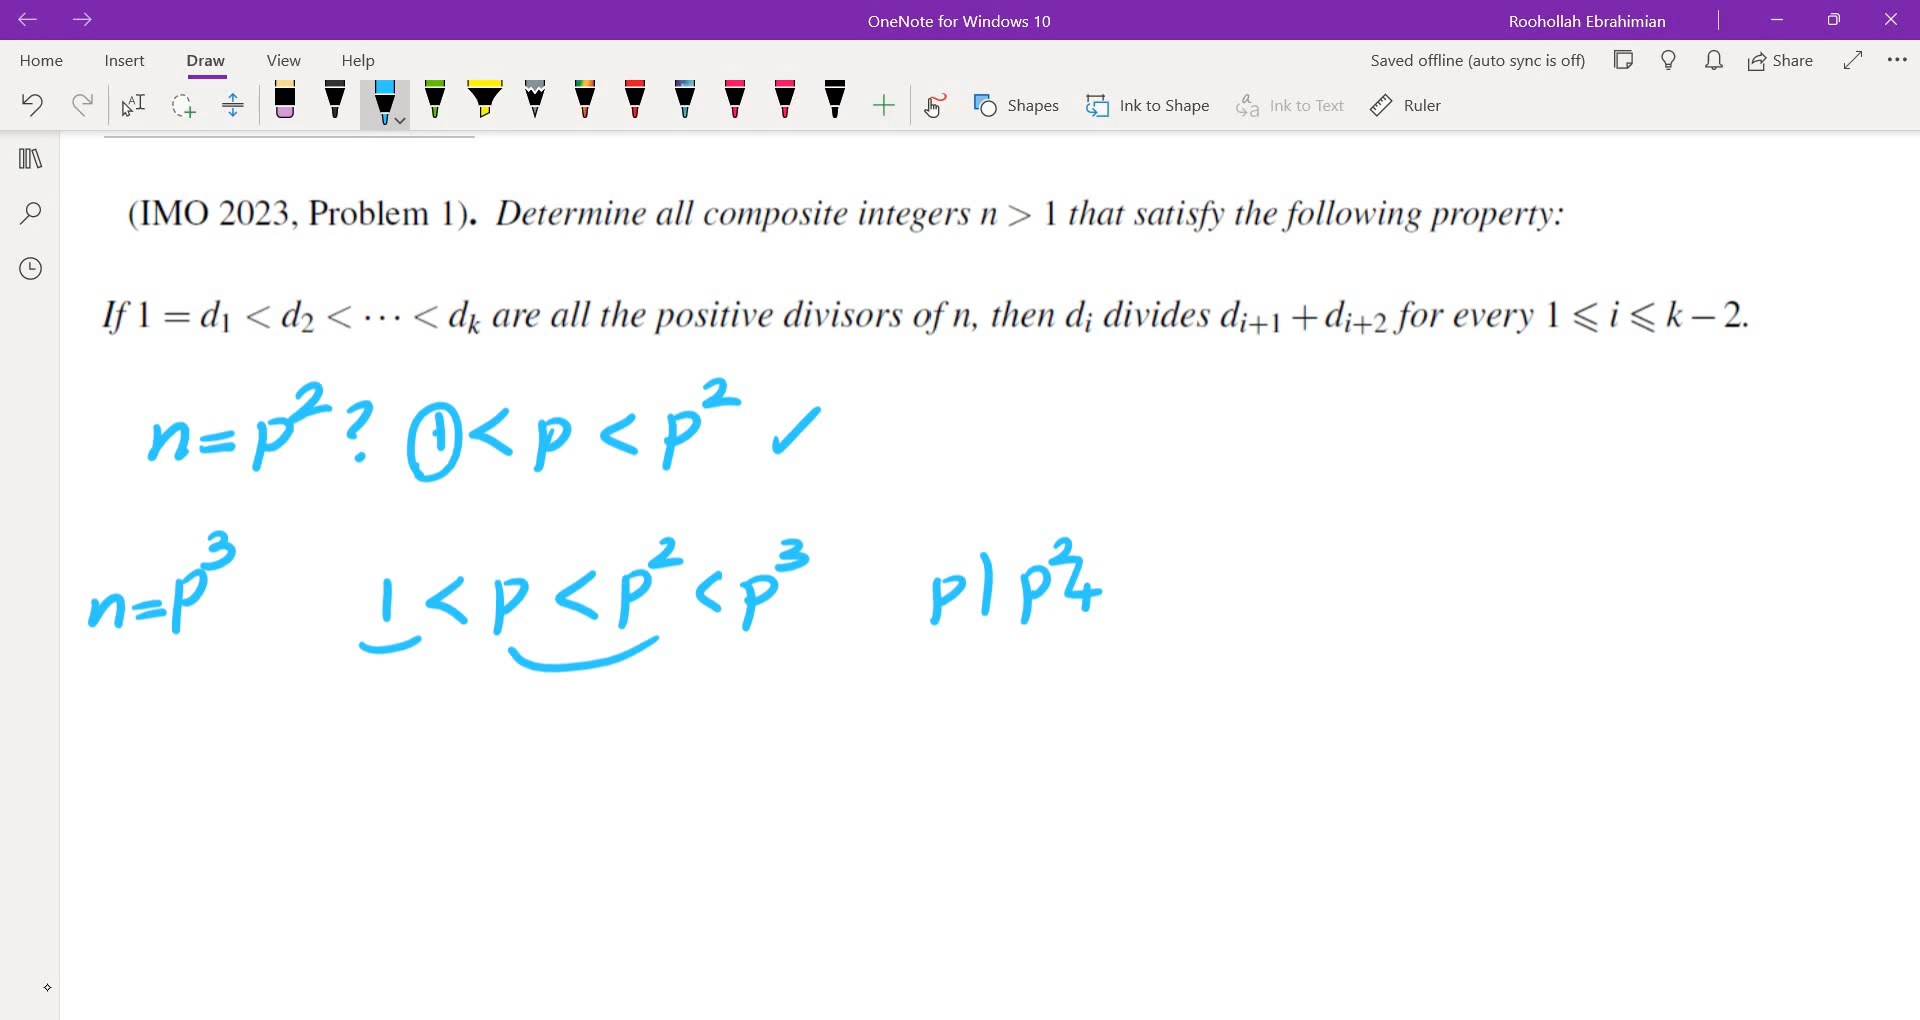 OneNote for Windows 10
Roohollah Ebrahimian
Home Insert Draw View Help
Saved offline (auto sync is off) Share
Shapes Ink to Shape Ink to Text Ruler
(IMO 2023, Problem 1). Determine all composite integers n > 1 that satisfy the following property:
If 1 = d₁ < d₂ < ⋯ < dₖ are all the positive divisors of n, then dᵢ divides dᵢ₊₁ + dᵢ₊₂ for every 1 ⩽ i ⩽ k − 2.
n = p² ? 1 < p < p² ✓
n = p³ 1 < p < p² < p³ p | p²